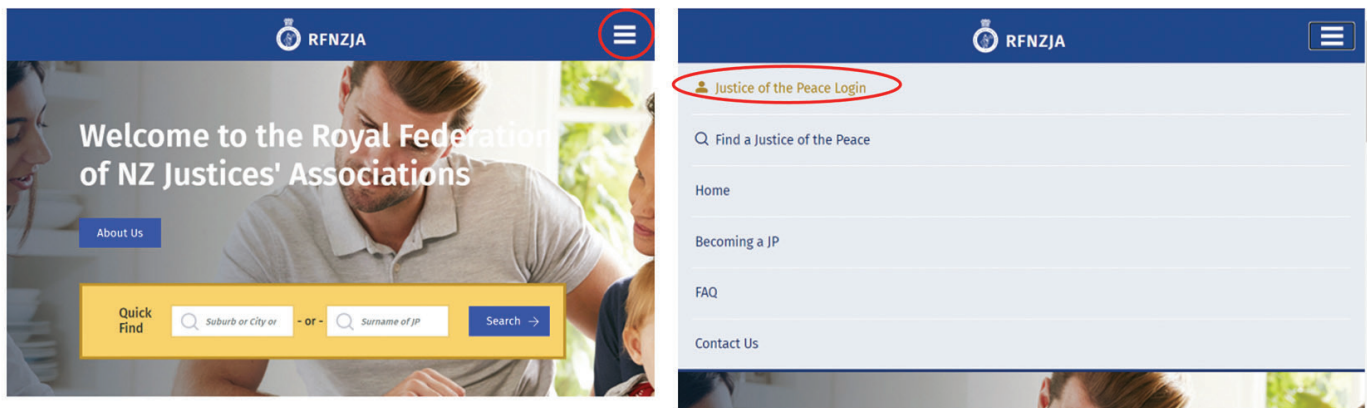 RFNZJA
Welcome to the Royal Federation
of NZ Justices' Associations
About Us
Quick
Find
Suburb or City or
- or -
Surname of JP
Search →
RFNZJA
Justice of the Peace Login
Find a Justice of the Peace
Home
Becoming a JP
FAQ
Contact Us